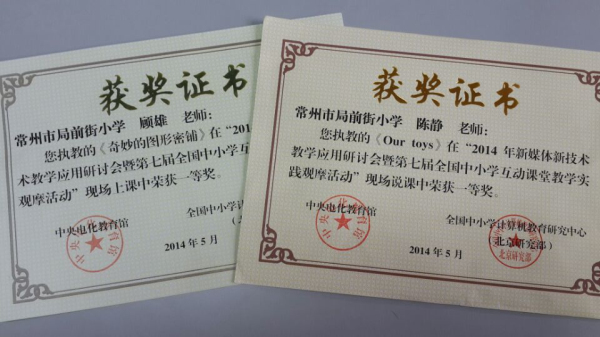 获奖证书
常州市局前街小学 顾雄 老师:
您执教的《奇妙的图形密铺》在“201
术教学应用研讨会暨第七届全国中小学互
观摩活动”现场上课中荣获一等奖。
中央电化教育馆 全国中小学计
2014年5月
获奖证书
常州市局前街小学 陈静 老师:
您执教的《Our toys》在“2014年新媒体新技术
教学应用研讨会暨第七届全国中小学互动课堂教学实
践观摩活动”现场说课中荣获一等奖。
中央电化教育馆 全国中小学计算机教育研究中心
(北京研究部)
2014年5月
北京研究部